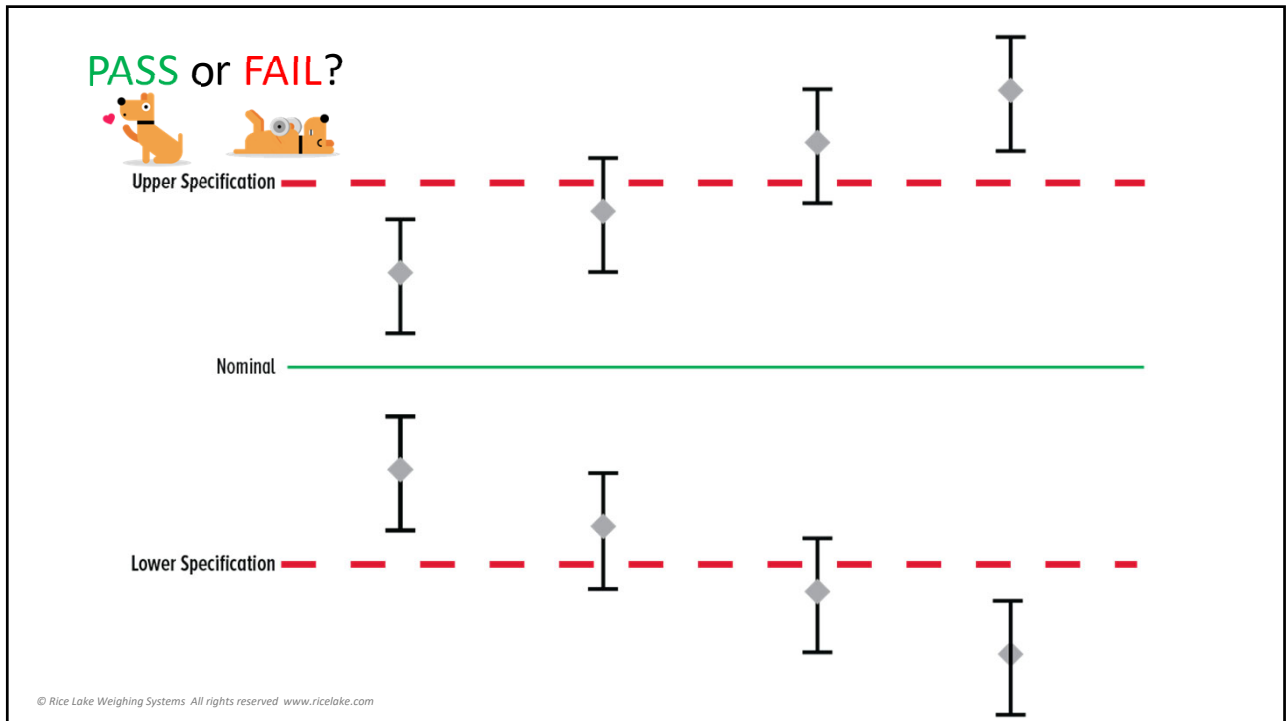 PASS or FAIL?
Upper Specification
Nominal
Lower Specification
© Rice Lake Weighing Systems All rights reserved www.ricelake.com